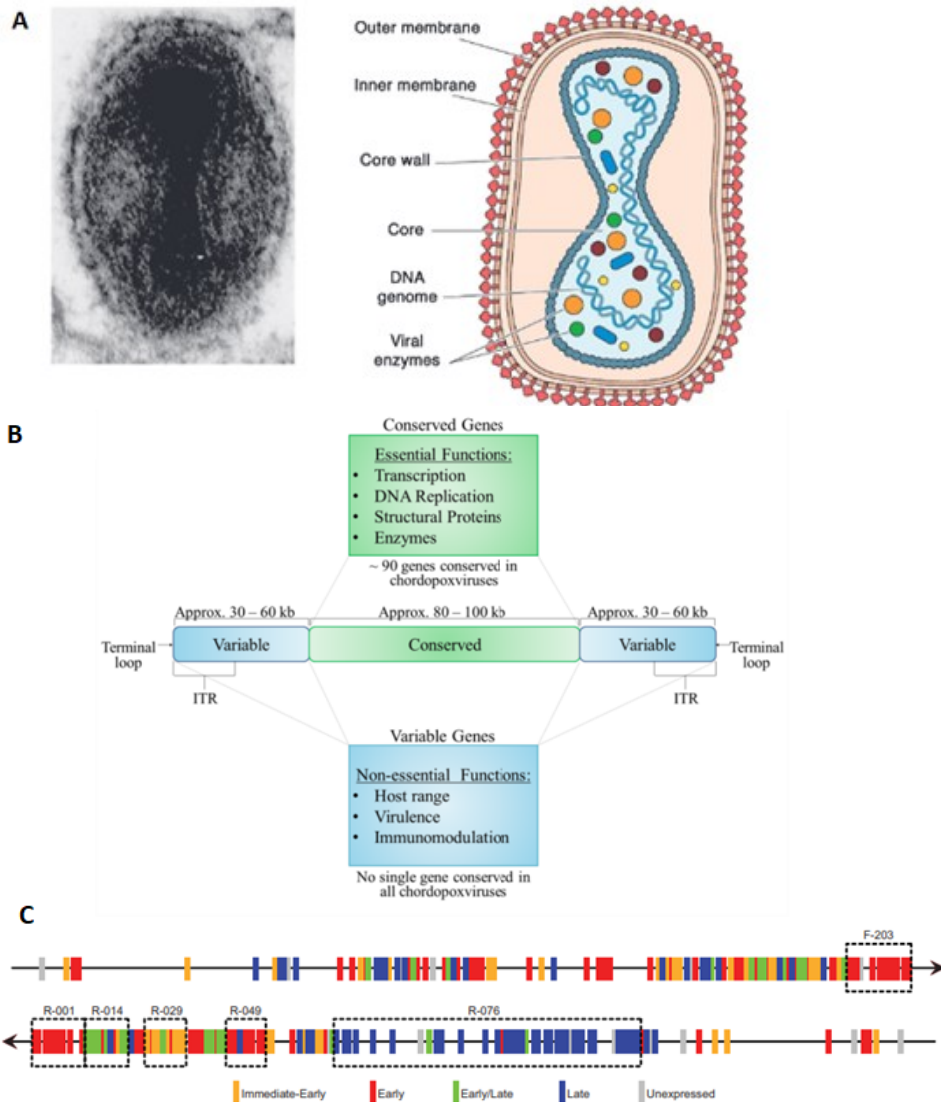 A
Outer membrane
Inner membrane
Core wall
Core
DNA
genome
Viral
enzymes
B
Conserved Genes
Essential Functions:
• Transcription
• DNA Replication
• Structural Proteins
• Enzymes
~ 90 genes conserved in
chordopoxviruses
Approx. 30 – 60 kb Approx. 80 – 100 kb Approx. 30 – 60 kb
Terminal
loop
Variable Conserved Variable
Terminal
loop
ITR ITR
Variable Genes
Non-essential Functions:
• Host range
• Virulence
• Immunomodulation
No single gene conserved in
all chordopoxviruses
C
F-203
R-001 R-014 R-029 R-049 R-076
Immediate-Early Early Early/Late Late Unexpressed